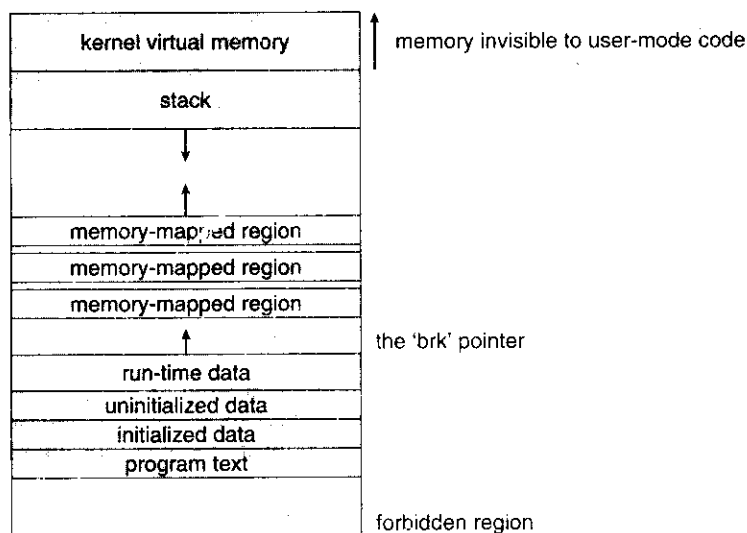 kernel virtual memory
memory invisible to user-mode code
stack
memory-mapped region
memory-mapped region
memory-mapped region
the 'brk' pointer
run-time data
uninitialized data
initialized data
program text
forbidden region